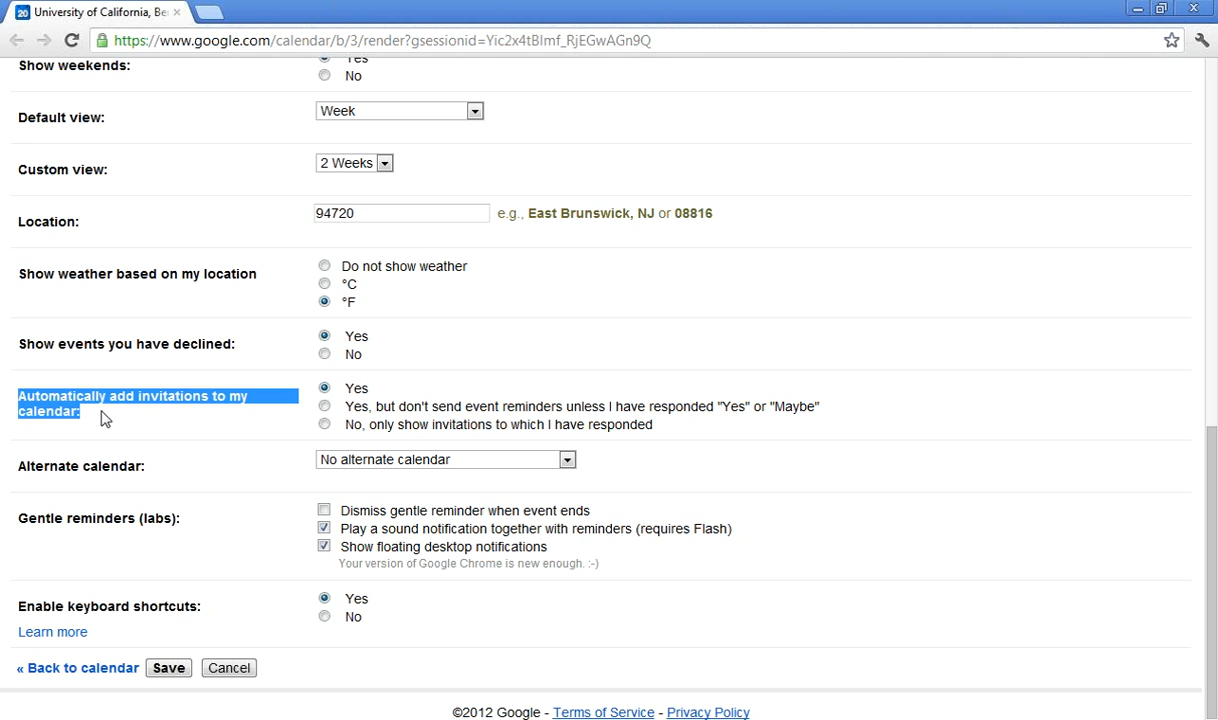 University of California, Be
https://www.google.com/calendar/b/3/render?gsessionid=Yic2x4tBlmf_RjEGwAGn9Q
Show weekends:
Yes
No
Default view:
Week
Custom view:
2 Weeks
Location:
94720
e.g., East Brunswick, NJ or 08816
Show weather based on my location
Do not show weather
°C
°F
Show events you have declined:
Yes
No
Automatically add invitations to my
calendar:
Yes
Yes, but don't send event reminders unless I have responded "Yes" or "Maybe"
No, only show invitations to which I have responded
Alternate calendar:
No alternate calendar
Gentle reminders (labs):
Dismiss gentle reminder when event ends
Play a sound notification together with reminders (requires Flash)
Show floating desktop notifications
Your version of Google Chrome is new enough. :-)
Enable keyboard shortcuts:
Learn more
Yes
No
« Back to calendar Save Cancel
©2012 Google - Terms of Service - Privacy Policy